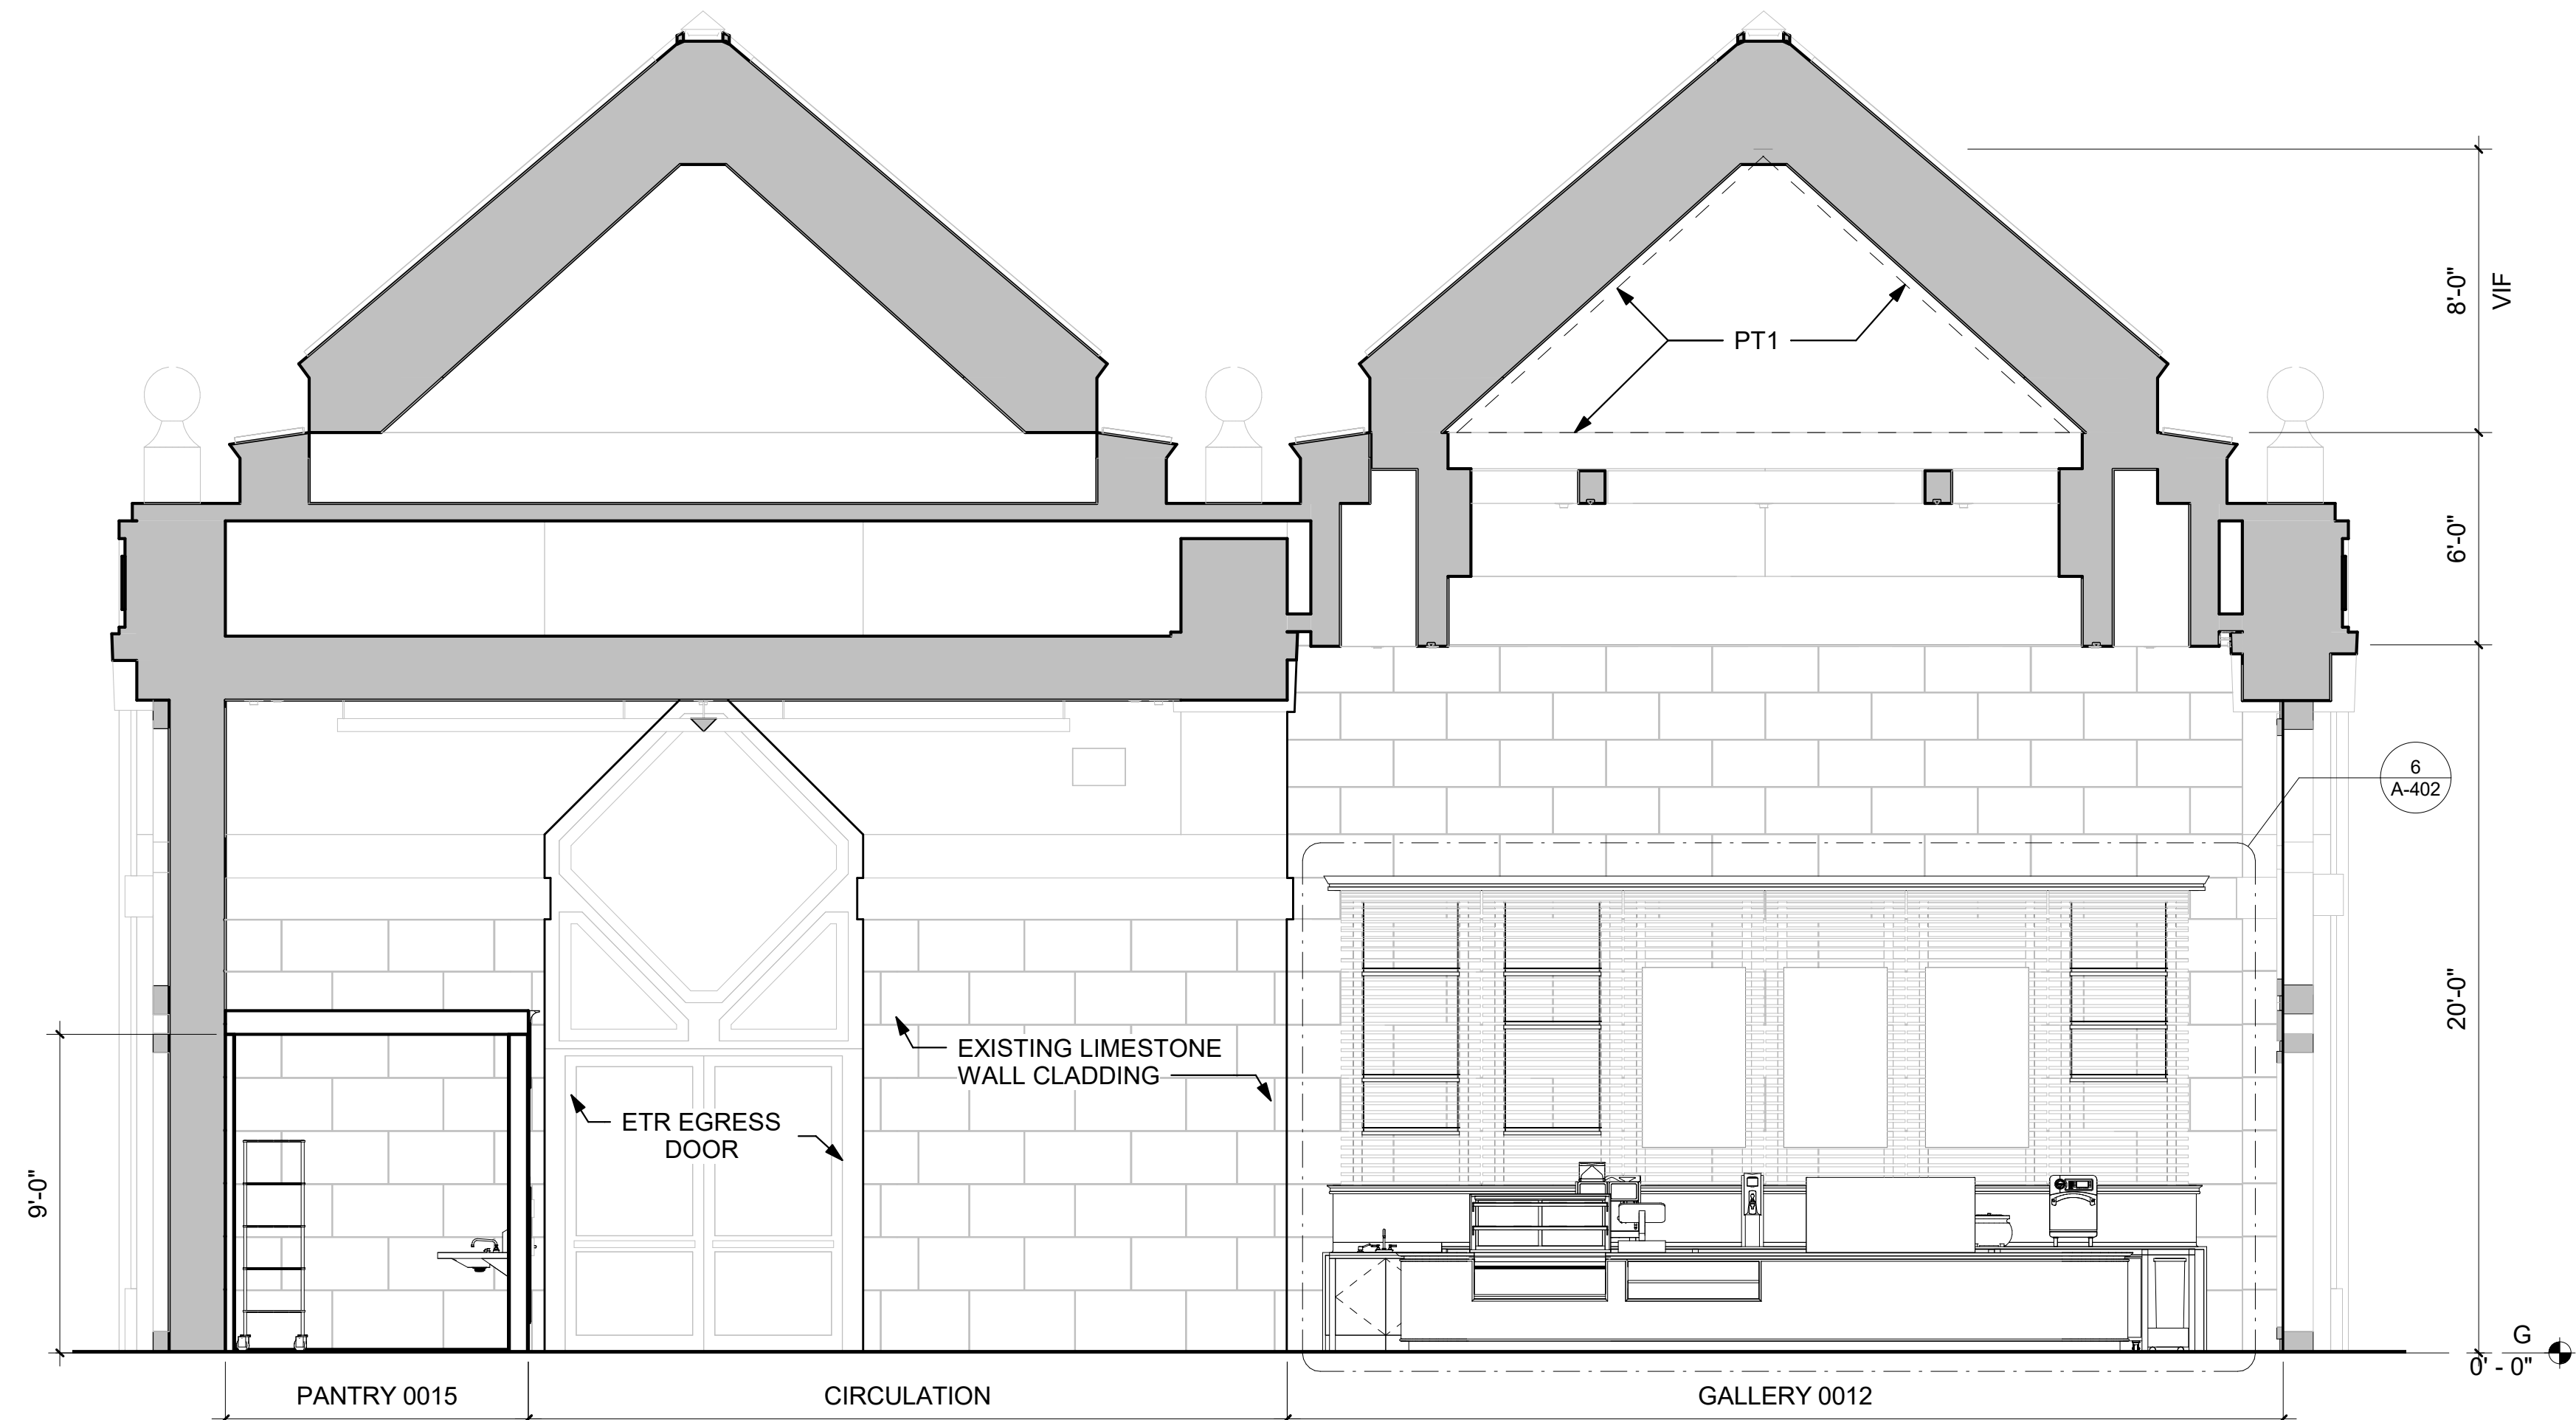 8'-0"
VIF
PT1
6'-0"
6
A-402
20'-0"
EXISTING LIMESTONE
WALL CLADDING
ETR EGRESS
DOOR
9'-0"
G
0' - 0"
PANTRY 0015
CIRCULATION
GALLERY 0012